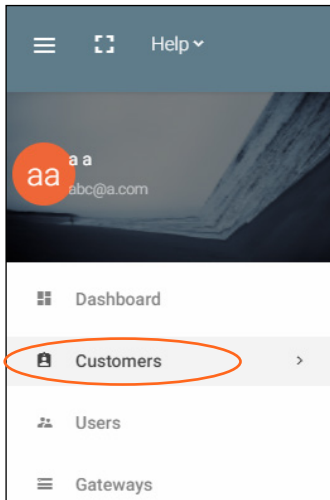 Help
a a
aa
abc@a.com
Dashboard
Customers
Users
Gateways